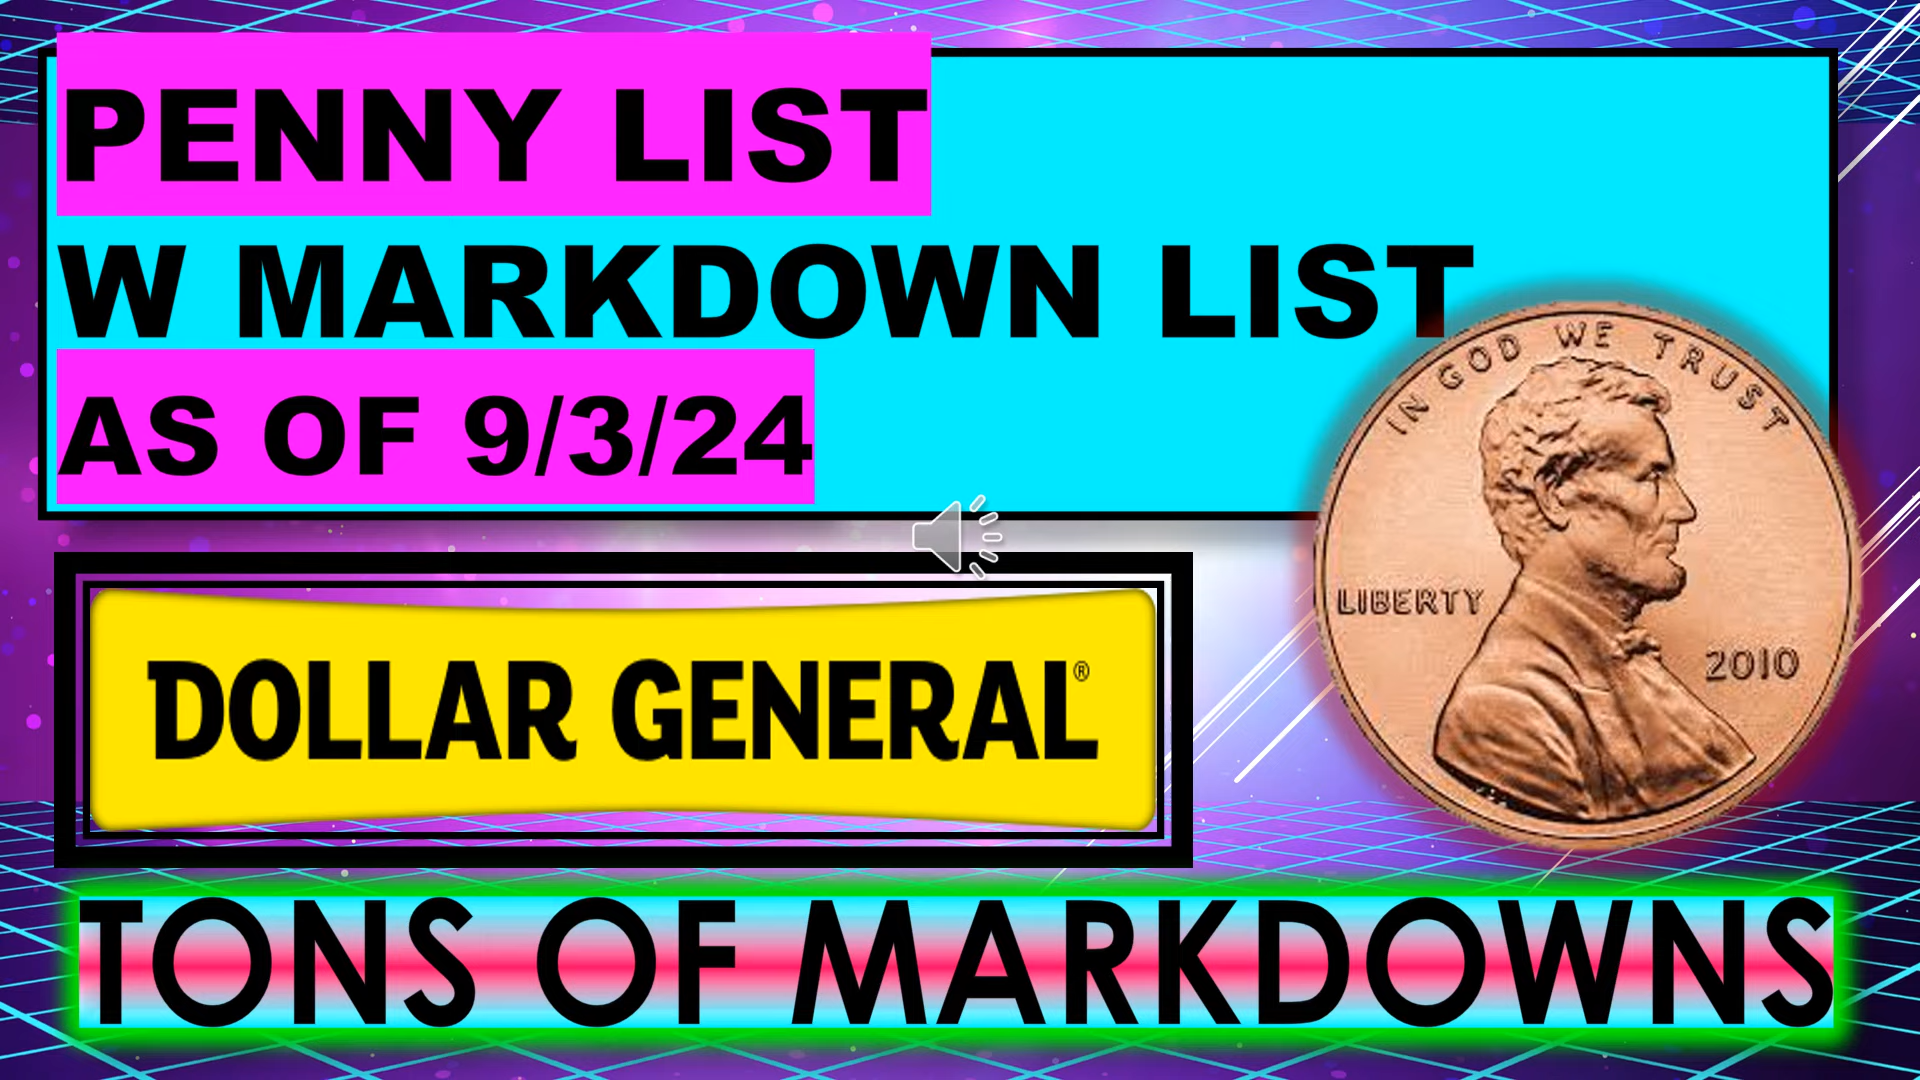 PENNY LIST
W MARKDOWN LIST
AS OF 9/3/24
IN GOD WE TRUST
LIBERTY
2010
DOLLAR GENERAL®
TONS OF MARKDOWNS